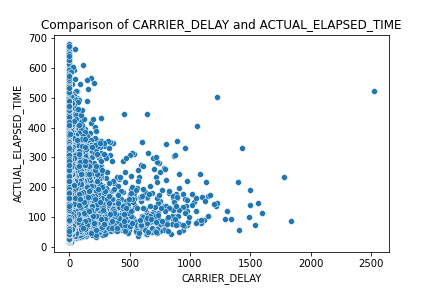 Comparison of CARRIER_DELAY and ACTUAL_ELAPSED_TIME
700
600
500
400
300
200
100
0
ACTUAL_ELAPSED_TIME
0 500 1000 1500 2000 2500
CARRIER_DELAY